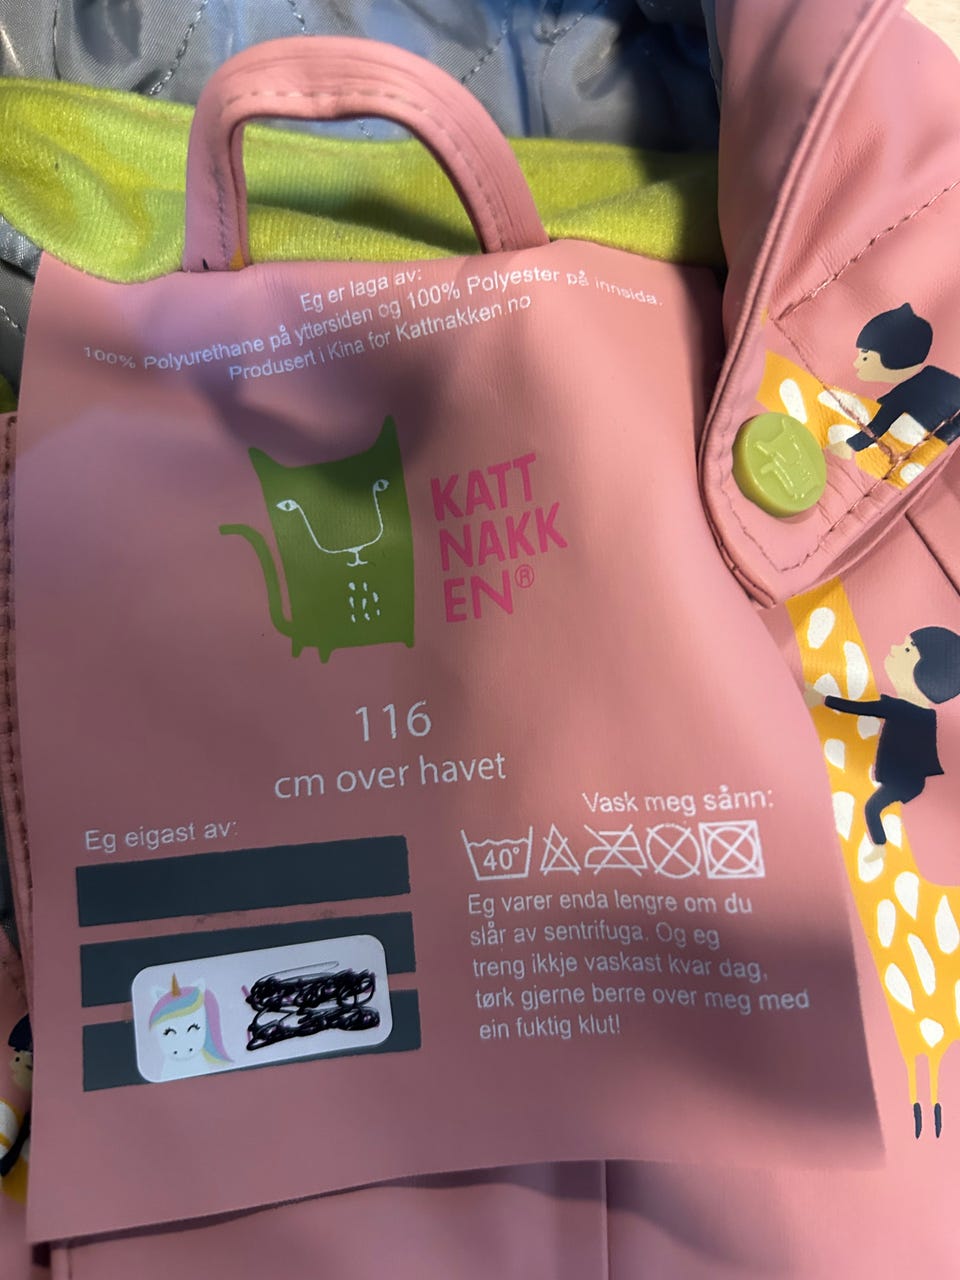 Eg er laga av:
100% Polyurethane på yttersiden og 100% Polyester på innsida.
Produsert i Kina for Kattnakken.no
KATT
NAKK
EN®
116
cm over havet
Eg eigast av:
Vask meg sånn:
40°
Eg varer enda lengre om du
slår av sentrifuga. Og eg
treng ikkje vaskast kvar dag,
tørk gjerne berre over meg med
ein fuktig klut!